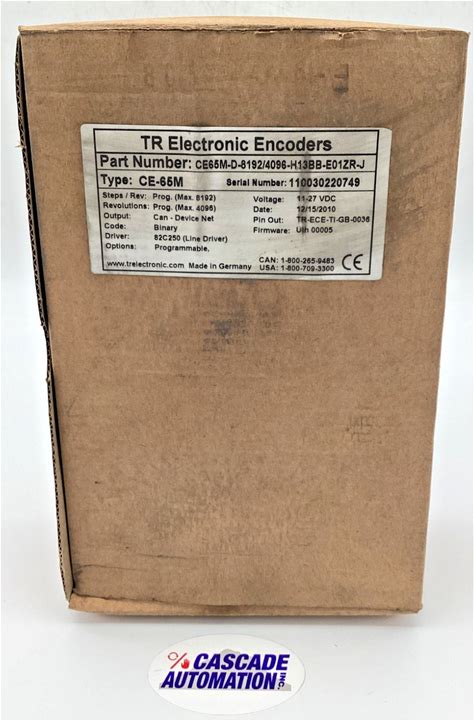 TR Electronic Encoders
Part Number: CE65M-D-8192/4096-H13BB-E01ZR-J
Type: CE-65M Serial Number: 110030220749
Steps / Rev: Prog. (Max. 8192) Voltage: 11-27 VDC
Revolutions: Prog. (Max. 4096) Date: 12/15/2010
Output: Can - Device Net Pin Out: TR-ECE-TI-GB-0036
Code: Binary Firmware: 00005
Driver: 82C250 (Line Driver)
Options: Programmable.
www.trelectronic.com Made in Germany CAN: 1-800-265-9483
USA: 1-800-709-3300 CE
% CASCADE
AUTOMATION INC.